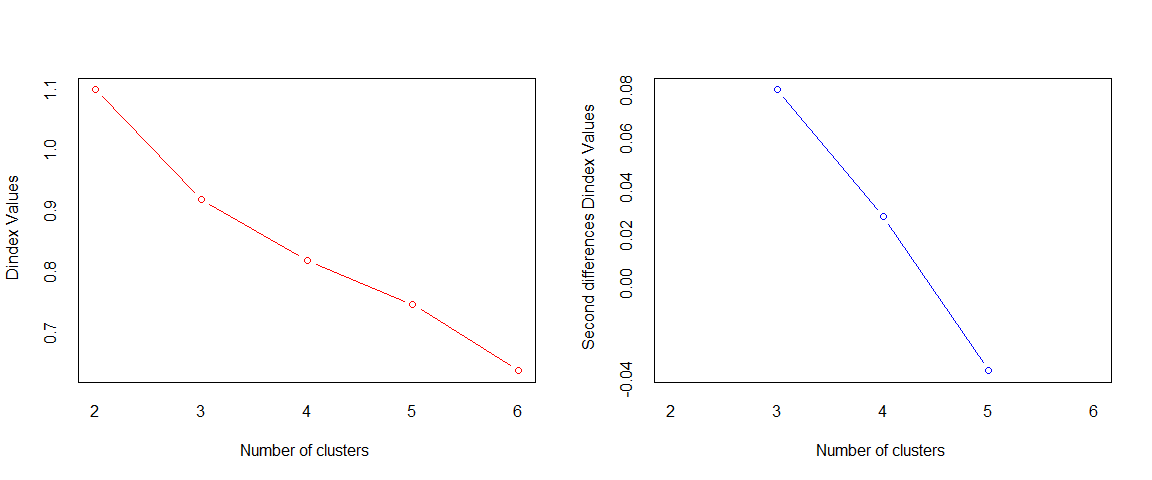 Dindex Values
1.1
1.0
0.9
0.8
0.7
2 3 4 5 6
Number of clusters
Second differences Dindex Values
0.08
0.06
0.04
0.02
0.00
-0.04
2 3 4 5 6
Number of clusters